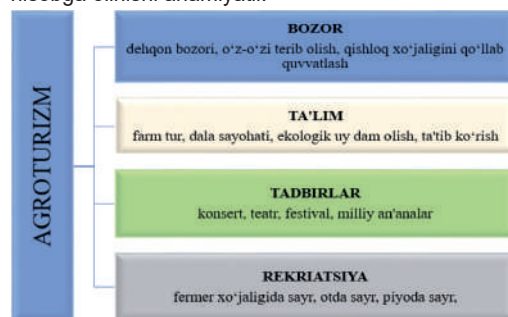 AGROTURIZM
BOZOR
dehqon bozori, o‘z-o‘zi terib olish, qishloq xo‘jaligini qo‘llab
quvvatlash
TA'LIM
farm tur, dala sayohati, ekologik uy dam olish, ta'tib ko‘rish
TADBIRLAR
konsert, teatr, festival, milliy an'analar
REKRIATSIYA
fermer xo‘jaligida sayr, otda sayr, piyoda sayr,